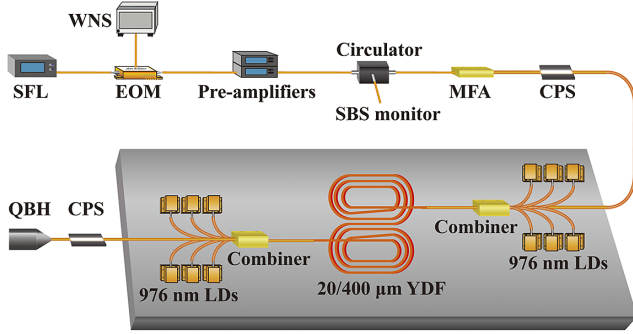 WNS
SFL
EOM
Pre-amplifiers
Circulator
SBS monitor
MFA
CPS
QBH
CPS
976 nm LDs
Combiner
20/400 μm YDF
Combiner
976 nm LDs